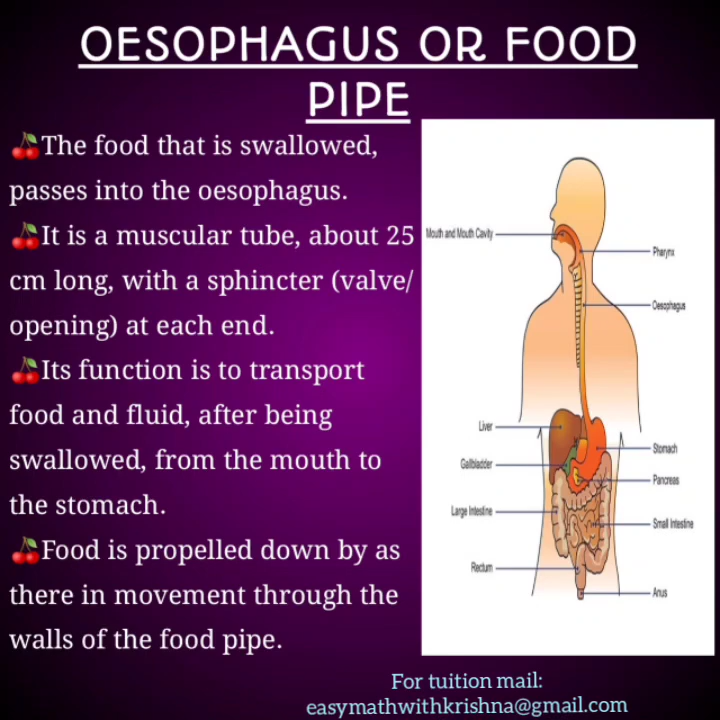 OESOPHAGUS OR FOOD
PIPE
🍒The food that is swallowed,
passes into the oesophagus.
🍒It is a muscular tube, about 25
cm long, with a sphincter (valve/
opening) at each end.
🍒Its function is to transport
food and fluid, after being
swallowed, from the mouth to
the stomach.
🍒Food is propelled down by as
there in movement through the
walls of the food pipe.
Mouth and Mouth Cavity
Pharynx
Oesophagus
Liver
Stomach
Gallbladder
Pancreas
Large Intestine
Small Intestine
Rectum
Anus
For tuition mail:
easymathwithkrishna@gmail.com